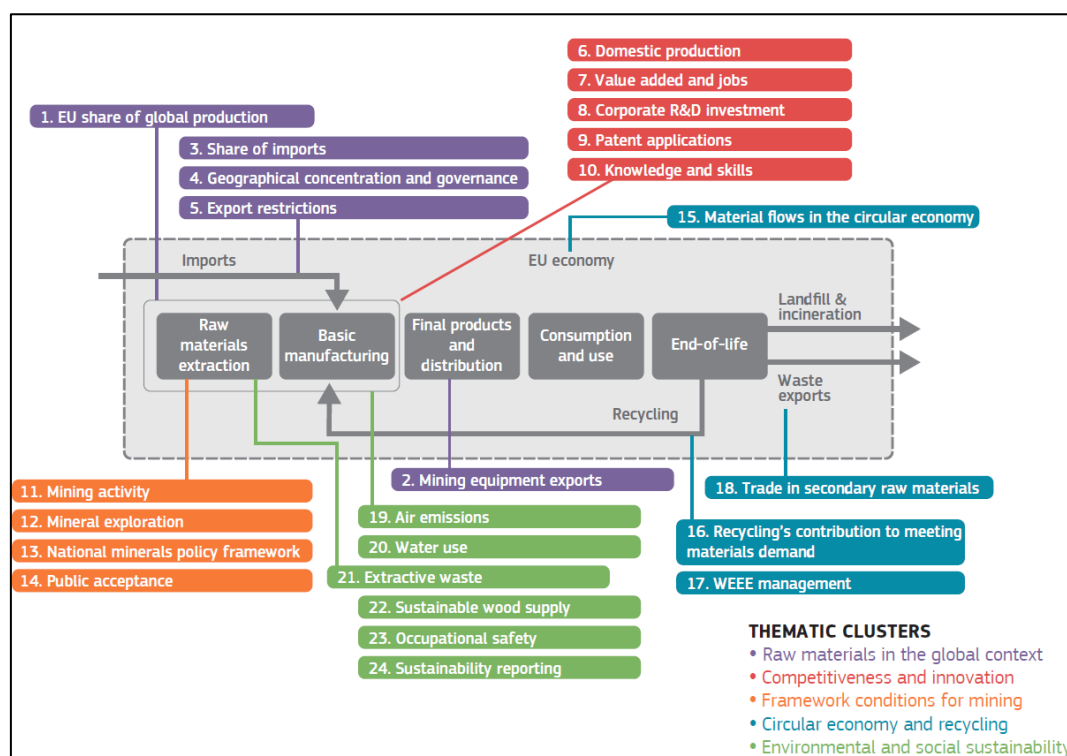 6. Domestic production
7. Value added and jobs
8. Corporate R&D investment
9. Patent applications
10. Knowledge and skills
1. EU share of global production
3. Share of imports
4. Geographical concentration and governance
5. Export restrictions
15. Material flows in the circular economy
Imports
EU economy
Raw
materials
extraction
Basic
manufacturing
Final products
and
distribution
Consumption
and use
End-of-life
Landfill &
incineration
Waste
exports
Recycling
2. Mining equipment exports
11. Mining activity
12. Mineral exploration
13. National minerals policy framework
14. Public acceptance
19. Air emissions
20. Water use
21. Extractive waste
22. Sustainable wood supply
23. Occupational safety
24. Sustainability reporting
18. Trade in secondary raw materials
16. Recycling's contribution to meeting
materials demand
17. WEEE management
THEMATIC CLUSTERS
• Raw materials in the global context
• Competitiveness and innovation
• Framework conditions for mining
• Circular economy and recycling
• Environmental and social sustainability